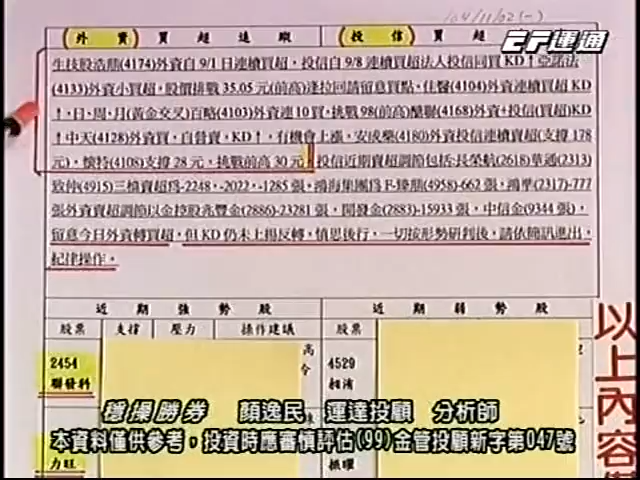 104/11/02(一)
外資 買超追蹤 投信 買超
EF運通
生技股浩鼎(4174)外資自9/1日連續買超,投信自9/8連續買超法人投信同買KD↑亞諾法
(4133)外資小買超,股價挑戰35.05元(前高)逢拉回請留意買點,佳醫(4104)外資連續買超KD
↑,日、周、月(黃金交叉)百略(4103)外資連10買,挑戰98(前高)醣聯(4168)外資+投信(買超)KD
↑中天(4128)外資買,自營賣,KD↑,有機會上漲,安成藥(4180)外資投信連續賣超(支撐178
元),懷特(4108)支撐28元,挑戰前高30元,投信近期賣超調節包括:長榮航(2618)華通(2313)
致伸(4915)三檔賣超為-2248、-2022、-1285張,鴻海集團為F-臻鼎(4958)-662張,鴻準(2317)-777
張外資賣超調節以金控股兆豐金(2886)-23281張、開發金(2883)-15933張、中信金(9344張),
留意今日外資轉買超,但KD仍未上揚反轉,慎思後行,一切按形勢研判後,請依簡訊進出,
紀律操作。
近期強勢股 近期弱勢股
股票 支撐 壓力 操作建議 股票
2454
聯發科
高
4529
力旺
穩操勝券 顏逸民 運達投顧 分析師
本資料僅供參考,投資時應審慎評估(99)金管投顧新字第047號
以上內容